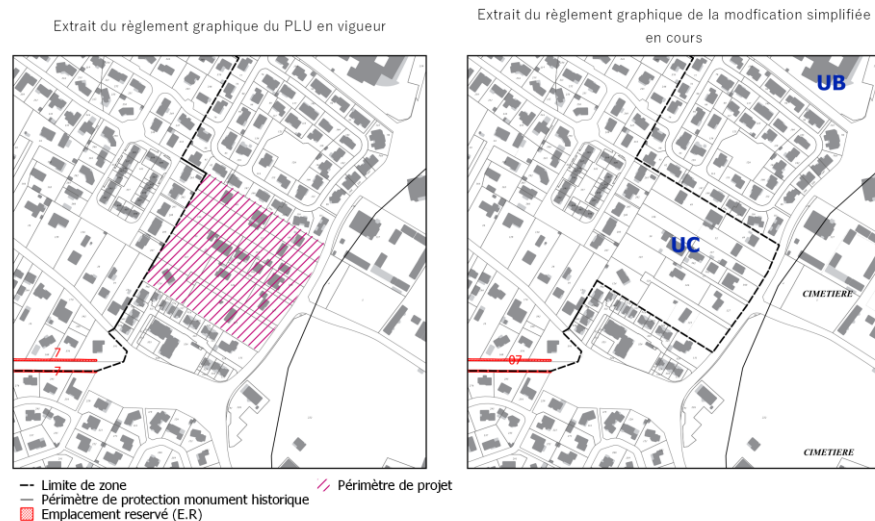 Extrait du règlement graphique du PLU en vigueur
Extrait du règlement graphique de la modfication simplifiée
en cours
7
7
UB
UC
CIMETIERE
07
CIMETIERE
Limite de zone
Périmètre de protection monument historique
Emplacement reservé (E.R)
Périmètre de projet